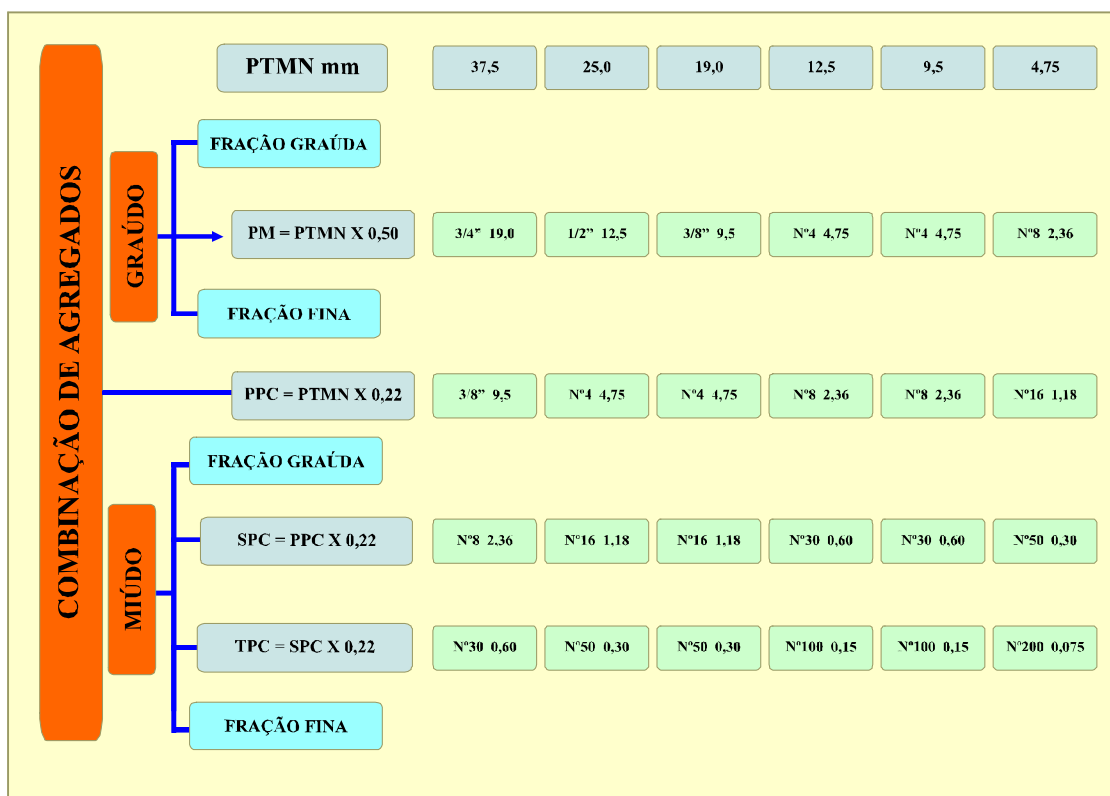 COMBINAÇÃO DE AGREGADOS
PTMN mm 37,5 25,0 19,0 12,5 9,5 4,75
GRAÚDO
FRAÇÃO GRAÚDA
PM = PTMN X 0,50 3/4” 19,0 1/2” 12,5 3/8” 9,5 Nº4 4,75 Nº4 4,75 Nº8 2,36
FRAÇÃO FINA
PPC = PTMN X 0,22 3/8” 9,5 Nº4 4,75 Nº4 4,75 Nº8 2,36 Nº8 2,36 Nº16 1,18
MIÚDO
FRAÇÃO GRAÚDA
SPC = PPC X 0,22 Nº8 2,36 Nº16 1,18 Nº16 1,18 Nº30 0,60 Nº30 0,60 Nº50 0,30
TPC = SPC X 0,22 Nº30 0,60 Nº50 0,30 Nº50 0,30 Nº100 0,15 Nº100 0,15 Nº200 0,075
FRAÇÃO FINA